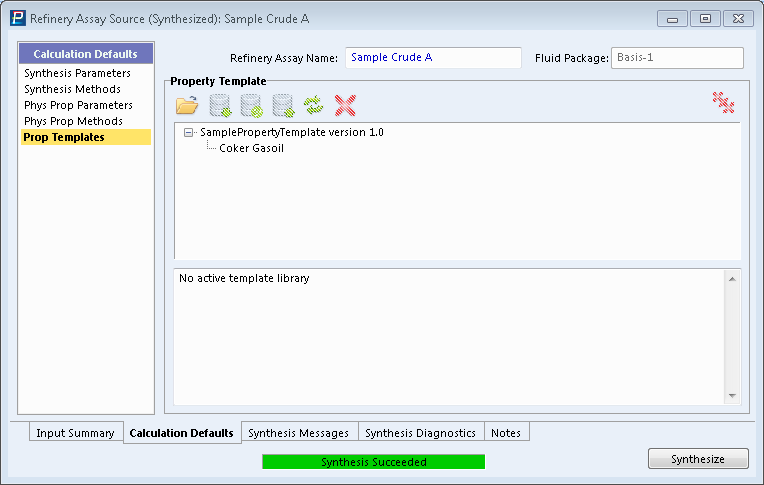 Refinery Assay Source (Synthesized): Sample Crude A
Calculation Defaults
Synthesis Parameters
Synthesis Methods
Phys Prop Parameters
Phys Prop Methods
Prop Templates
Refinery Assay Name: Sample Crude A Fluid Package: Basis-1
Property Template
SamplePropertyTemplate version 1.0
Coker Gasoil
No active template library
Input Summary Calculation Defaults Synthesis Messages Synthesis Diagnostics Notes
Synthesis Succeeded
Synthesize